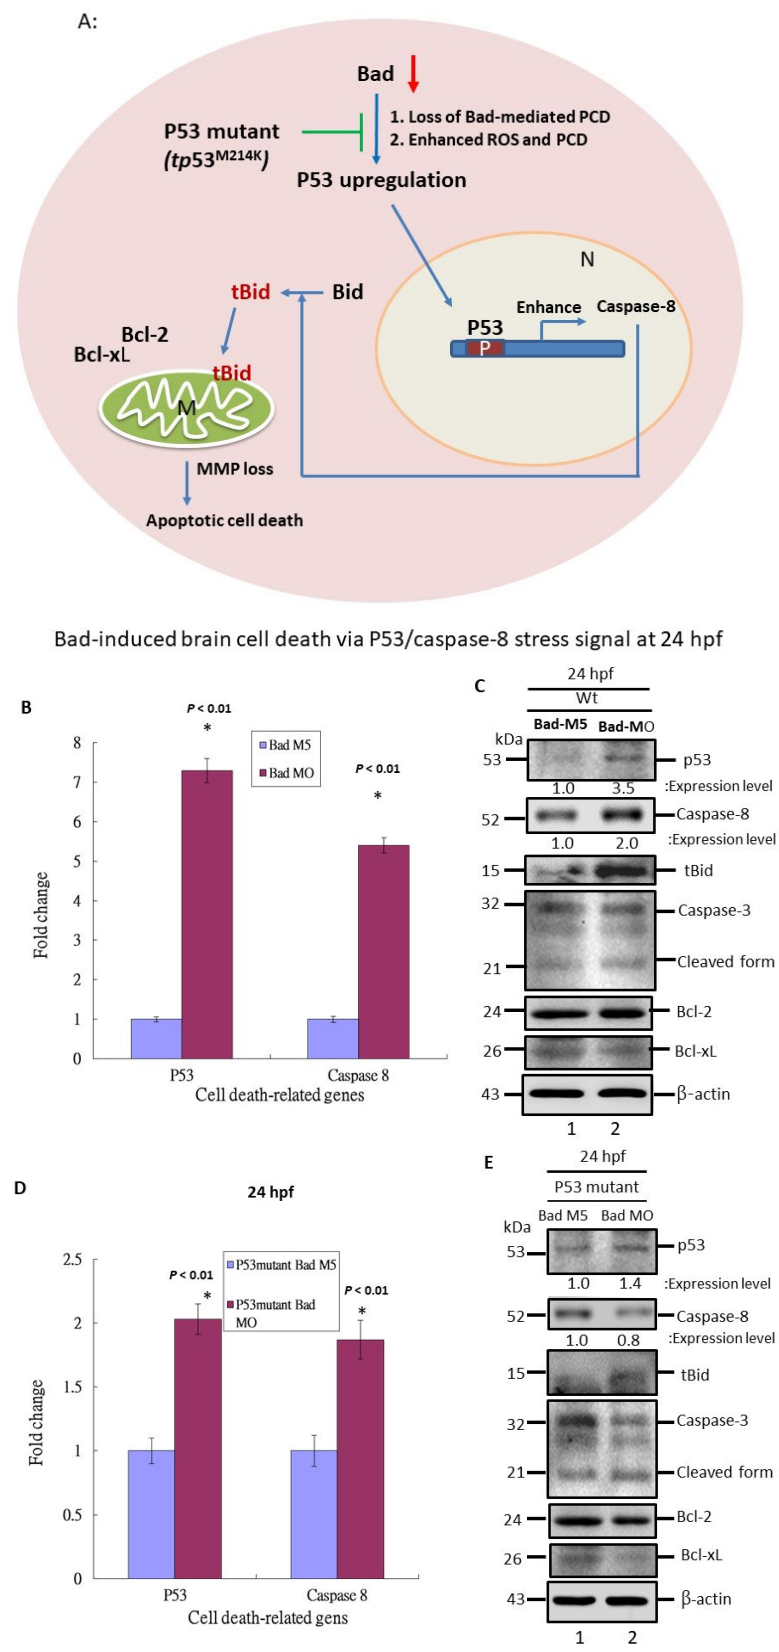 A:
Bad
1. Loss of Bad-mediated PCD
2. Enhanced ROS and PCD
P53 mutant
(tp53M214K)
P53 upregulation
N
tBid
Bid
Enhance
Caspase-8
P53
P
Bcl-2
Bcl-xL
tBid
M
MMP loss
Apoptotic cell death
Bad-induced brain cell death via P53/caspase-8 stress signal at 24 hpf
B
P < 0.01
*
Bad M5
Bad MO
P < 0.01
*
8
7
6
5
4
3
2
1
0
Fold change
P53
Caspase 8
Cell death-related genes
C
24 hpf
Wt
Bad-M5 Bad-MO
kDa
53 p53
1.0 3.5 :Expression level
52 Caspase-8
1.0 2.0 :Expression level
15 tBid
32 Caspase-3
21 Cleaved form
24 Bcl-2
26 Bcl-xL
43 β-actin
1 2
D
24 hpf
P53mutant Bad M5
P53mutant Bad
MO
P < 0.01
*
P < 0.01
*
2.5
2
1.5
1
0.5
0
Fold change
P53
Caspase 8
Cell death-related gens
E
24 hpf
P53 mutant
Bad M5 Bad MO
kDa
53 p53
1.0 1.4 :Expression level
52 Caspase-8
1.0 0.8 :Expression level
15 tBid
32 Caspase-3
21 Cleaved form
24 Bcl-2
26 Bcl-xL
43 β-actin
1 2